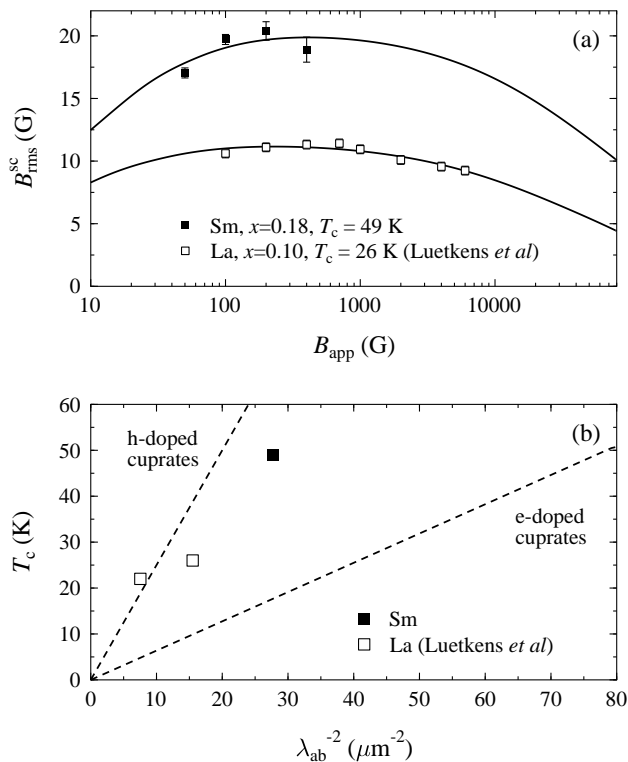 (a)
20
15
10
5
0
B_rms^sc (G)
Sm, x=0.18, T_c = 49 K
La, x=0.10, T_c = 26 K (Luetkens et al)
10 100 1000 10000
B_app (G)
(b)
60
50
40
30
20
10
0
T_c (K)
h-doped
cuprates
e-doped
cuprates
Sm
La (Luetkens et al)
0 10 20 30 40 50 60 70 80
λ_ab^-2 (μm^-2)